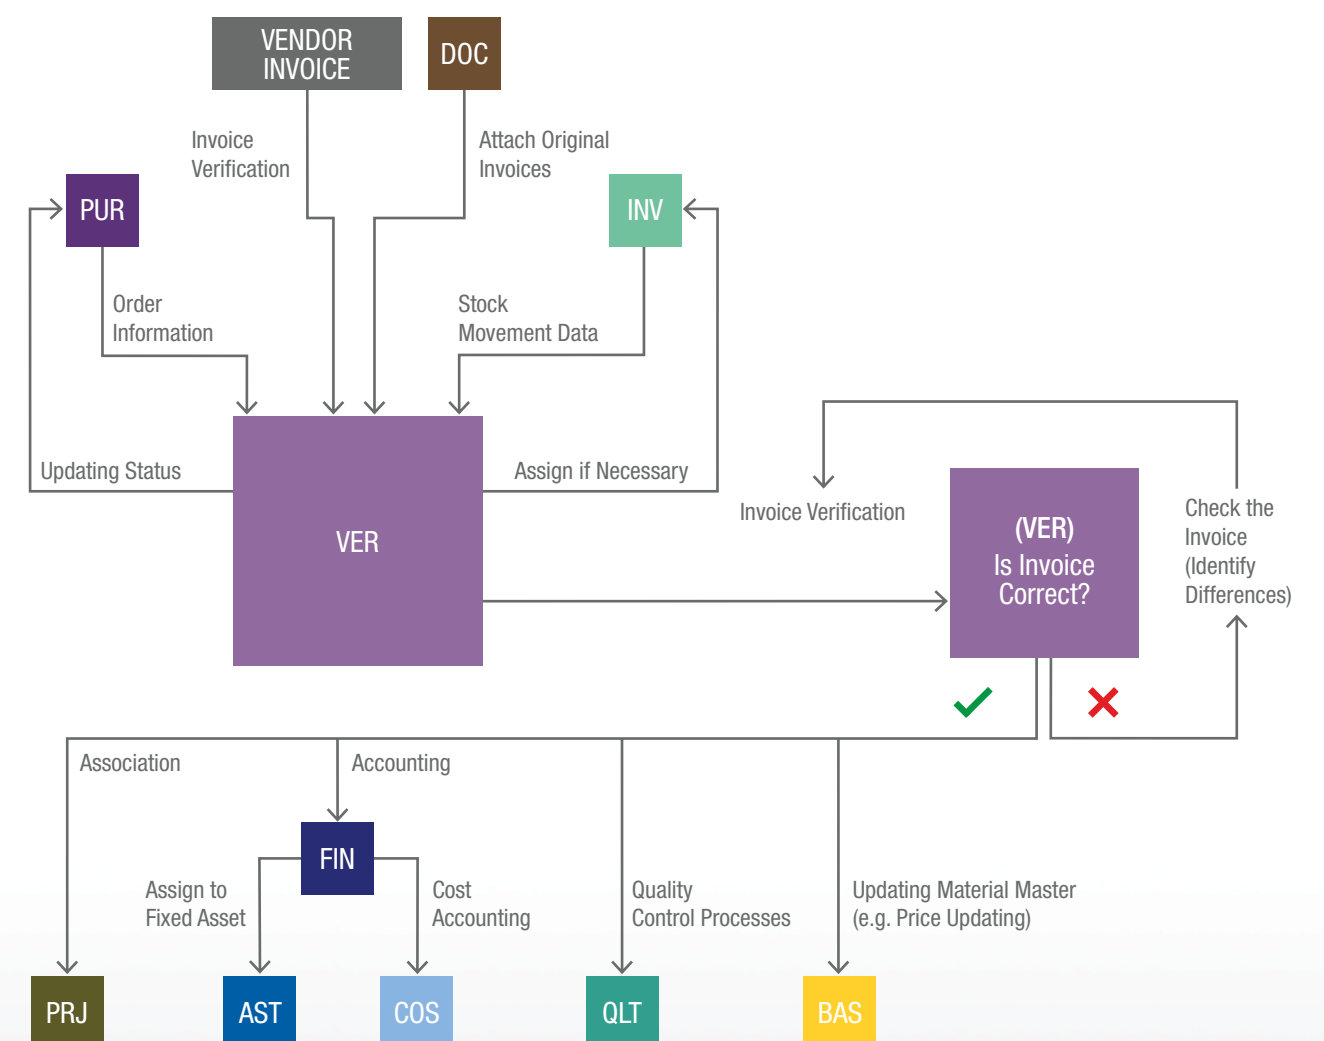 VENDOR
INVOICE
DOC
Invoice
Verification
Attach Original
Invoices
PUR
INV
Order
Information
Stock
Movement Data
Updating Status
Assign if Necessary
VER
Invoice Verification
(VER)
Is Invoice
Correct?
Check the
Invoice
(Identify
Differences)
Association
Accounting
FIN
Assign to
Fixed Asset
Cost
Accounting
Quality
Control Processes
Updating Material Master
(e.g. Price Updating)
PRJ
AST
COS
QLT
BAS